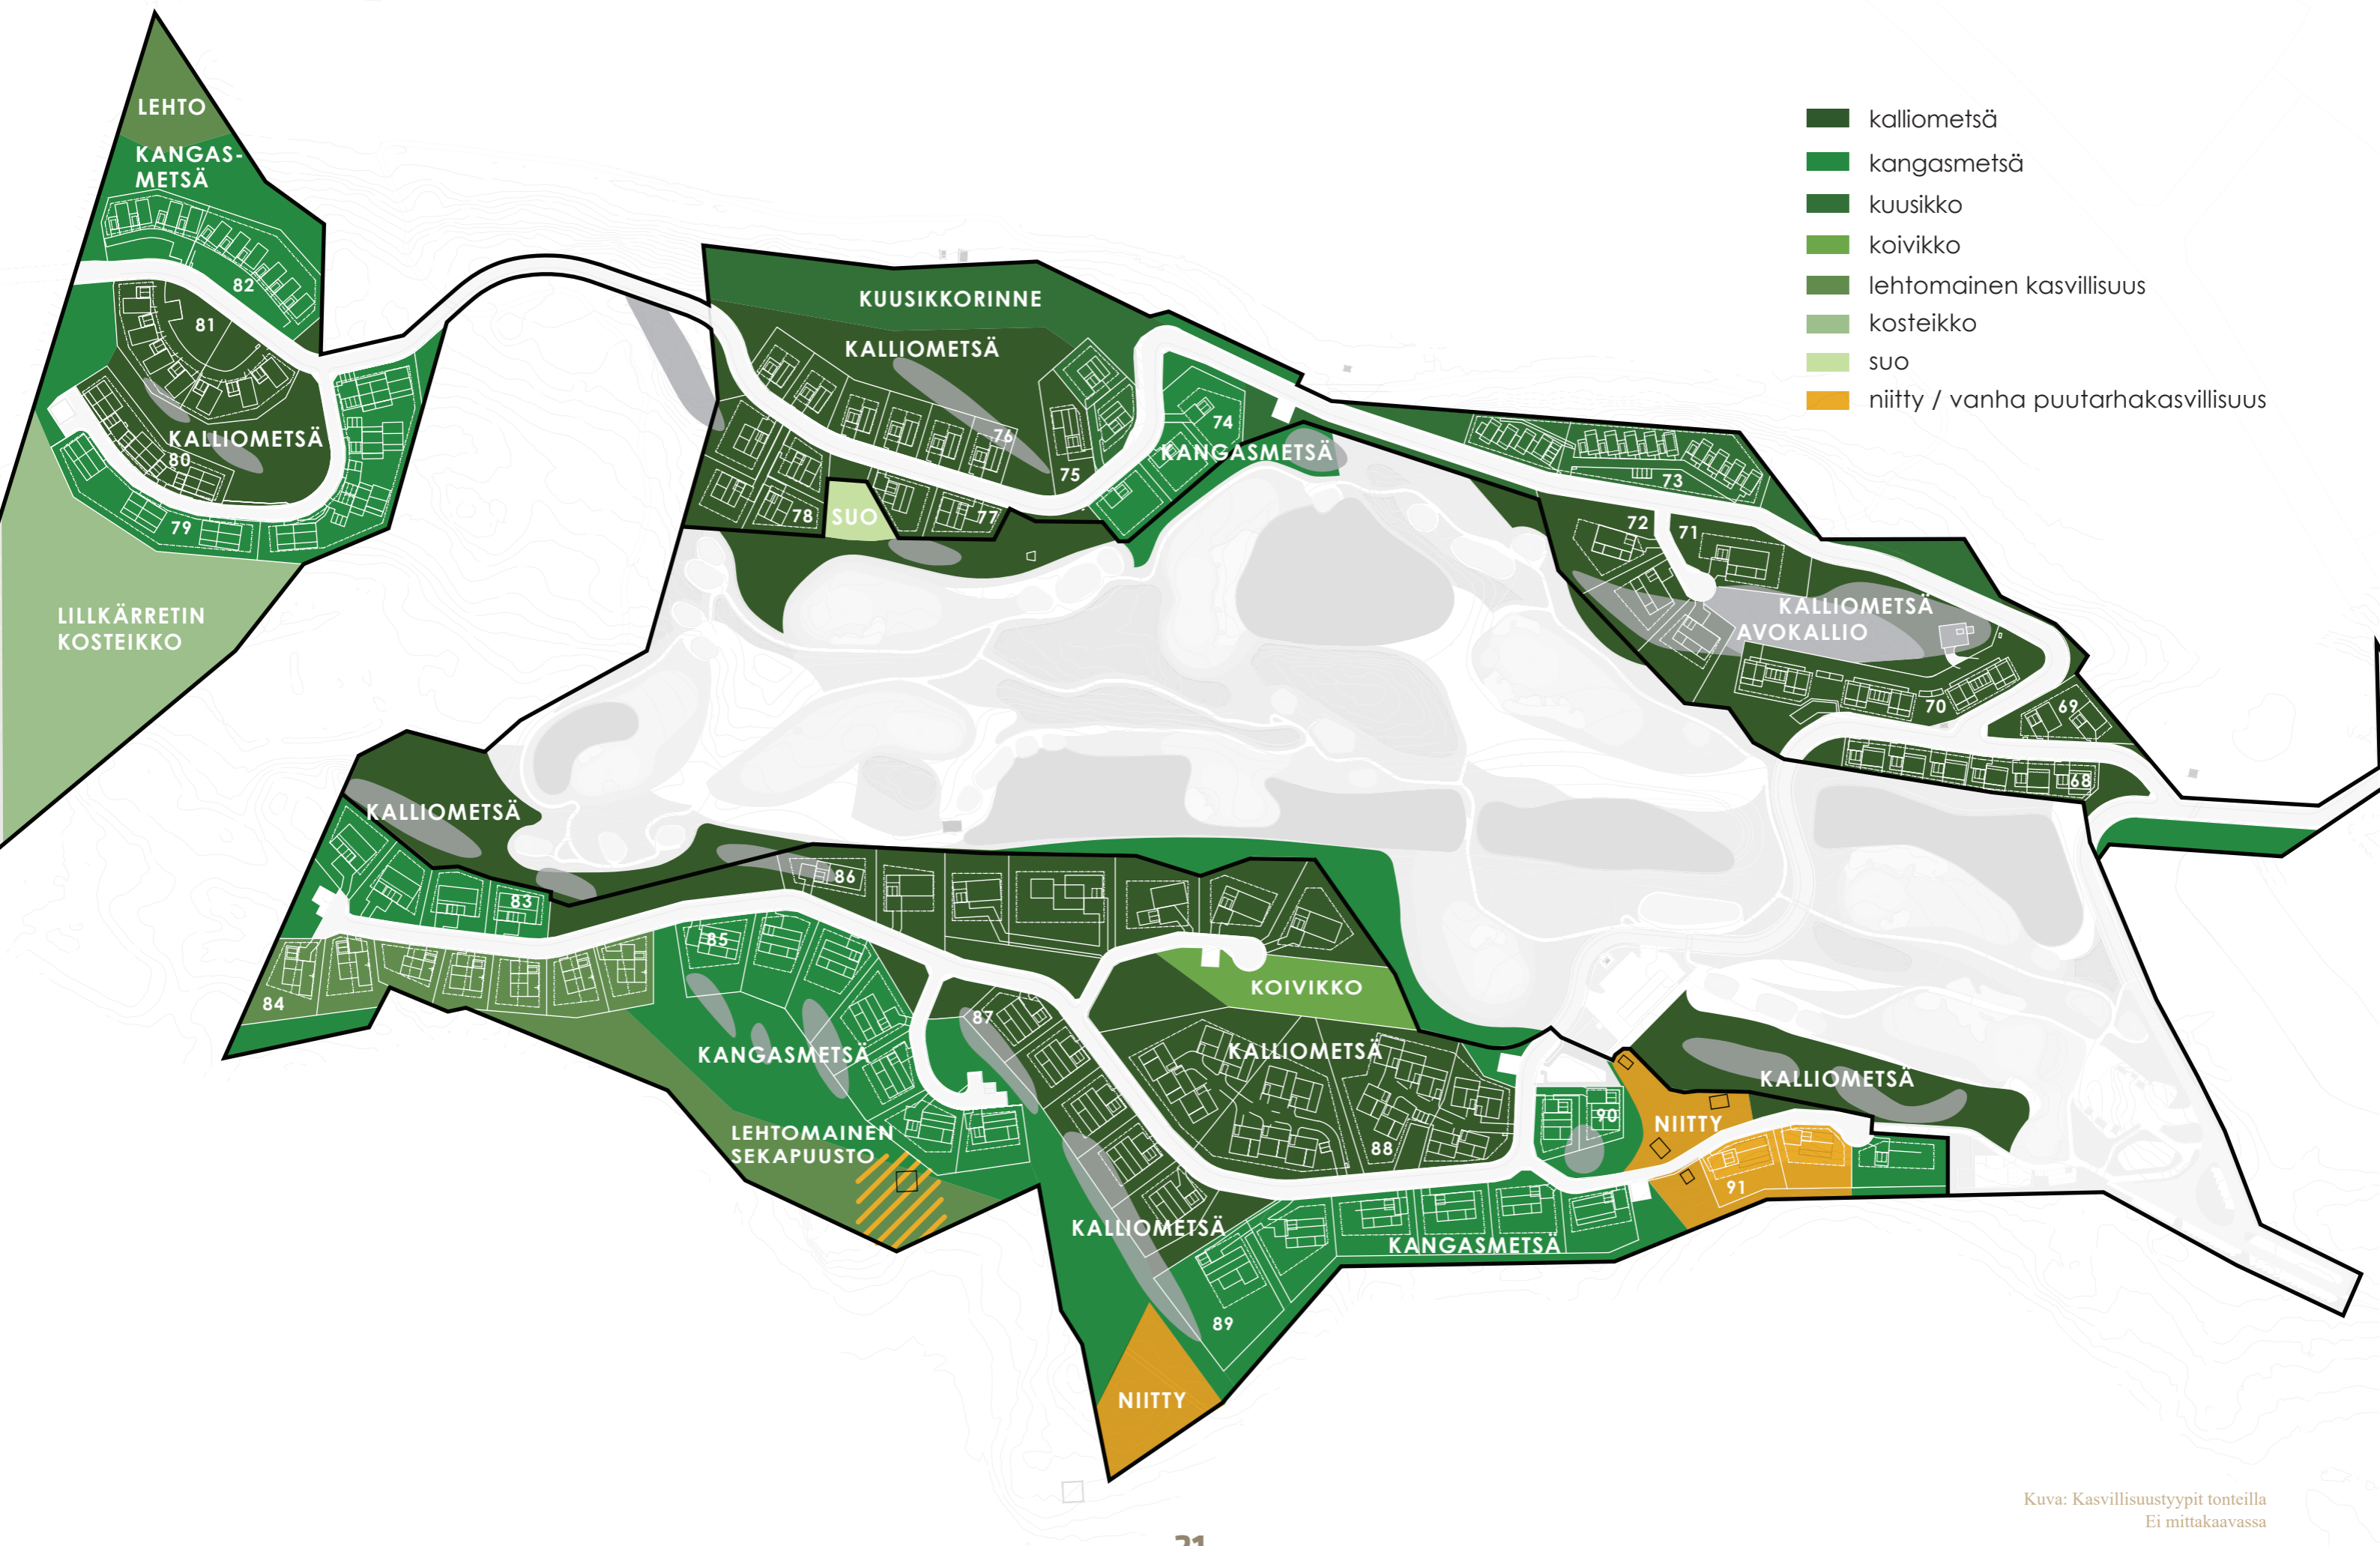 LEHTO
KANGAS-
METSÄ
82
81
KALLIOMETSÄ
80
79
LILLKÄRRETIN
KOSTEIKKO
KUUSIKKORINNE
KALLIOMETSÄ
76
75
74
KANGASMETSÄ
78
SUO
77
73
72
71
KALLIOMETSÄ
AVOKALLIO
70
69
68
kalliometsä
kangasmetsä
kuusikko
koivikko
lehtomainen kasvillisuus
kosteikko
suo
niitty / vanha puutarhakasvillisuus
KALLIOMETSÄ
83
84
85
86
KOIVIKKO
87
KANGASMETSÄ
LEHTOMAINEN
SEKAPUUSTO
KALLIOMETSÄ
88
90
NIITTY
KALLIOMETSÄ
91
KALLIOMETSÄ
KANGASMETSÄ
89
NIITTY
Kuva: Kasvillisuustyypit tonteilla
Ei mittakaavassa
21